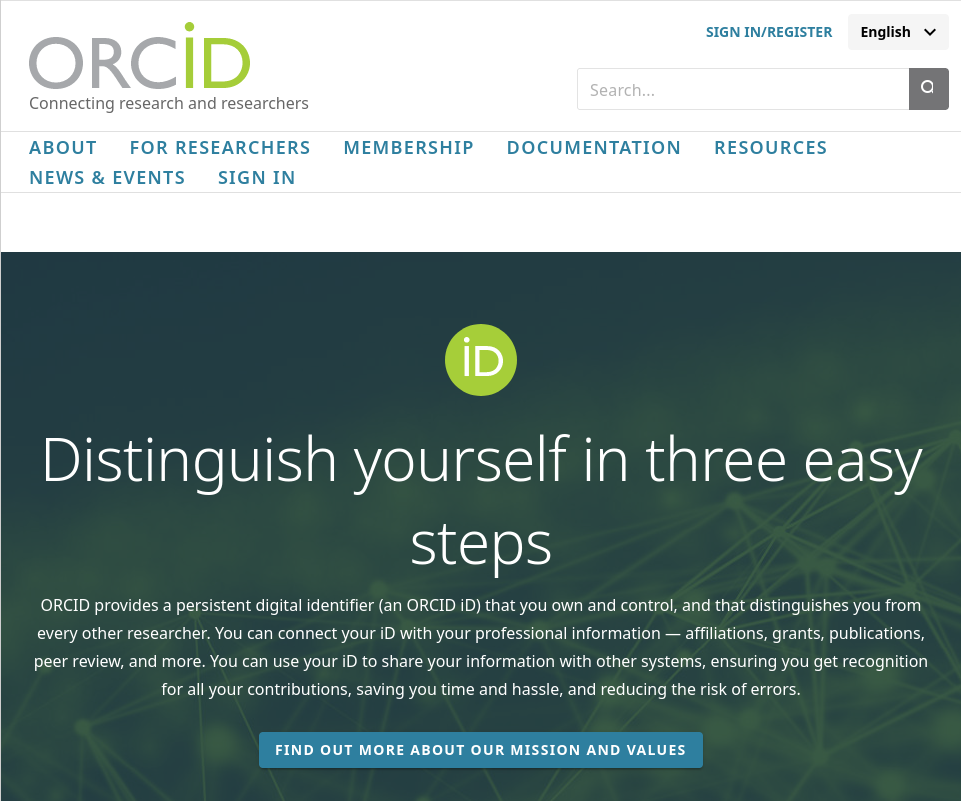 ORCID
Connecting research and researchers
SIGN IN/REGISTER
English
Search...
ABOUT FOR RESEARCHERS MEMBERSHIP DOCUMENTATION RESOURCES
NEWS & EVENTS SIGN IN
iD
Distinguish yourself in three easy
steps
ORCID provides a persistent digital identifier (an ORCID iD) that you own and control, and that distinguishes you from
every other researcher. You can connect your iD with your professional information — affiliations, grants, publications,
peer review, and more. You can use your iD to share your information with other systems, ensuring you get recognition
for all your contributions, saving you time and hassle, and reducing the risk of errors.
FIND OUT MORE ABOUT OUR MISSION AND VALUES